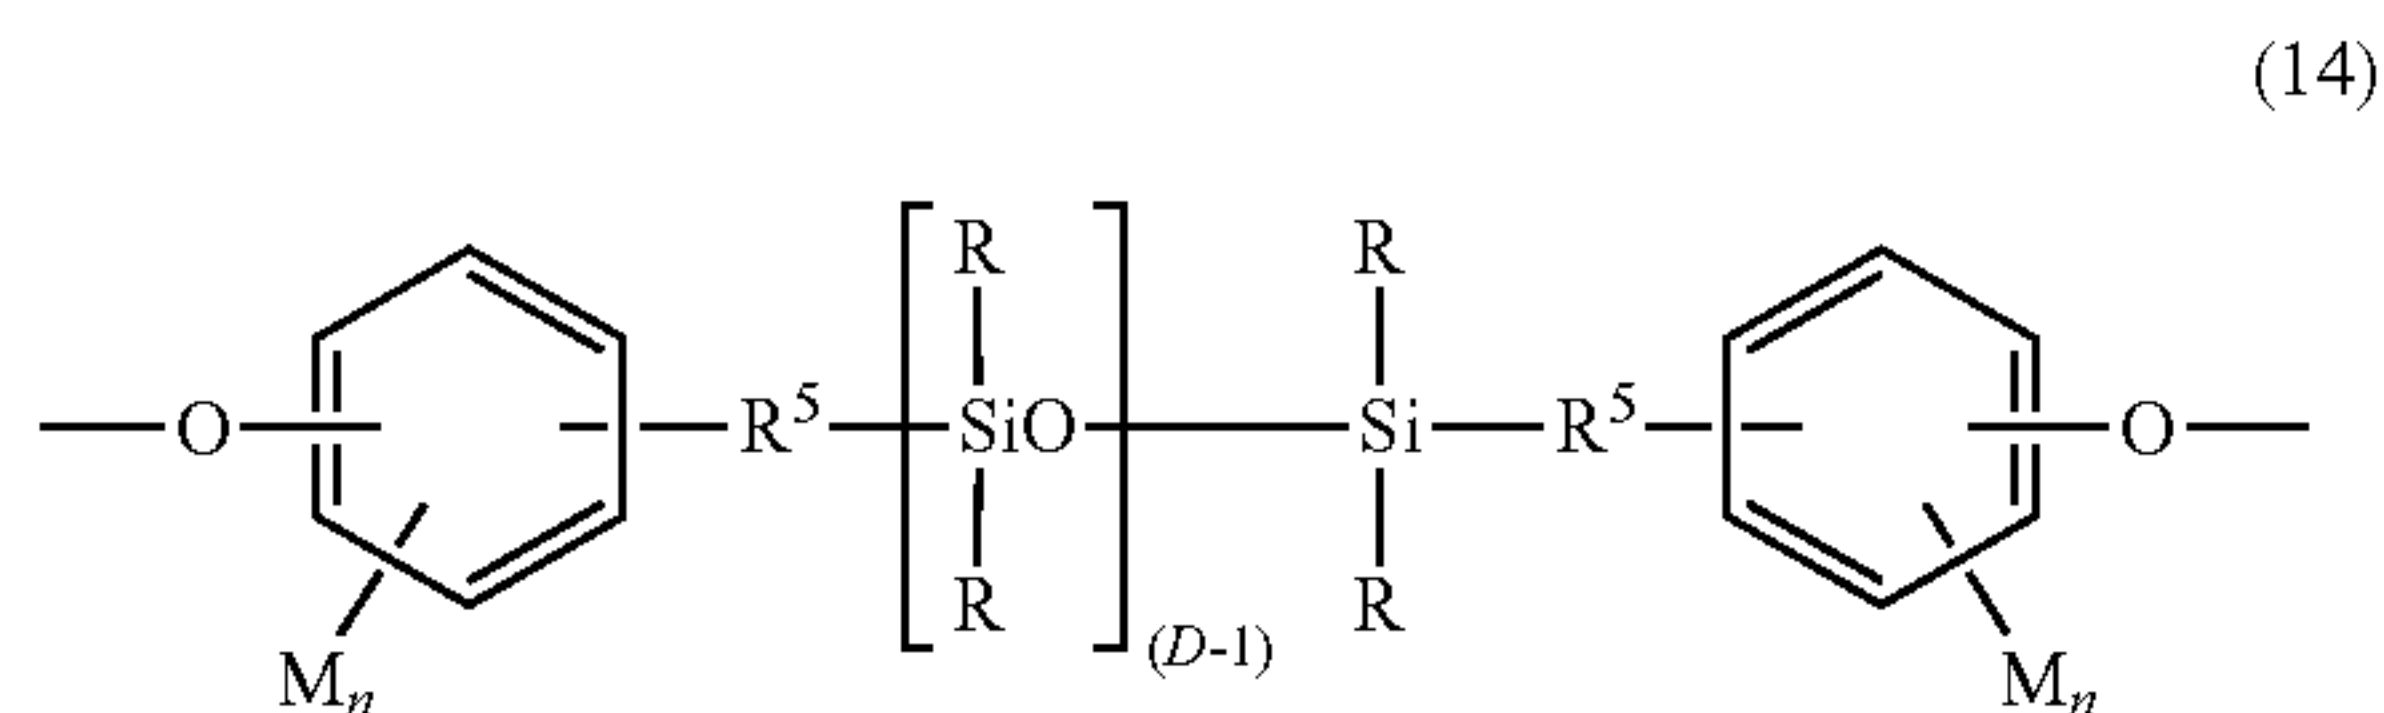 (14)
R R
O R⁵ SiO Si R⁵ O
R R
(D-1)
Mₙ Mₙ